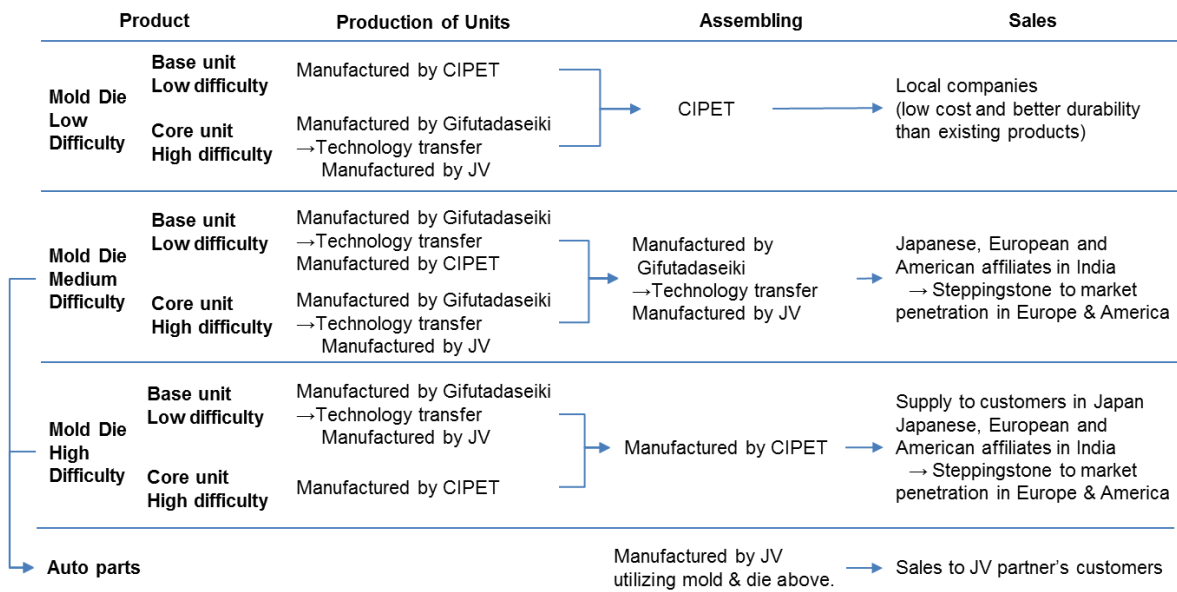 Product
Production of Units
Assembling
Sales
Mold Die
Low
Difficulty
Base unit
Low difficulty
Manufactured by CIPET
Core unit
High difficulty
Manufactured by Gifutadaseiki
→Technology transfer
Manufactured by JV
CIPET
Local companies
(low cost and better durability
than existing products)
Mold Die
Medium
Difficulty
Base unit
Low difficulty
Manufactured by Gifutadaseiki
→Technology transfer
Manufactured by CIPET
Core unit
High difficulty
Manufactured by Gifutadaseiki
→Technology transfer
Manufactured by JV
Manufactured by
Gifutadaseiki
→Technology transfer
Manufactured by JV
Japanese, European and
American affiliates in India
→ Steppingstone to market
penetration in Europe & America
Mold Die
High
Difficulty
Base unit
Low difficulty
Manufactured by Gifutadaseiki
→Technology transfer
Manufactured by JV
Core unit
High difficulty
Manufactured by CIPET
Manufactured by CIPET
Supply to customers in Japan
Japanese, European and
American affiliates in India
→ Steppingstone to market
penetration in Europe & America
Auto parts
Manufactured by JV
utilizing mold & die above.
Sales to JV partner's customers